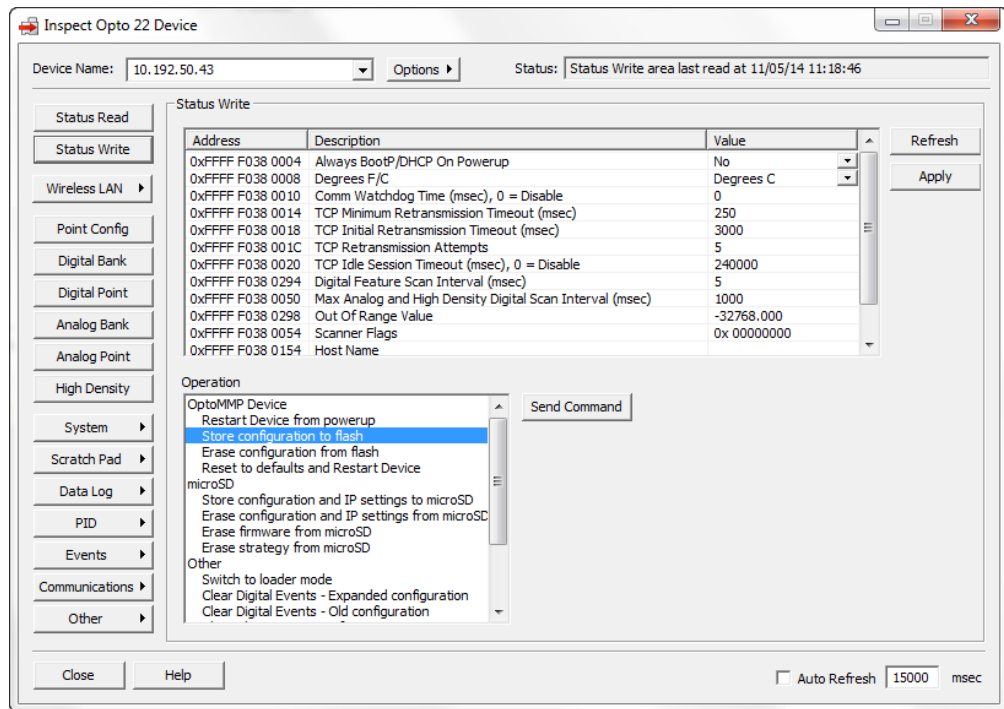 Inspect Opto 22 Device
Device Name: 10.192.50.43 Options Status: Status Write area last read at 11/05/14 11:18:46
Status Read
Status Write
Wireless LAN
Point Config
Digital Bank
Digital Point
Analog Bank
Analog Point
High Density
System
Scratch Pad
Data Log
PID
Events
Communications
Other
Status Write
Address Description Value
0xFFFF F038 0004 Always BootP/DHCP On Powerup No
0xFFFF F038 0008 Degrees F/C Degrees C
0xFFFF F038 0010 Comm Watchdog Time (msec), 0 = Disable 0
0xFFFF F038 0014 TCP Minimum Retransmission Timeout (msec) 250
0xFFFF F038 0018 TCP Initial Retransmission Timeout (msec) 3000
0xFFFF F038 001C TCP Retransmission Attempts 5
0xFFFF F038 0020 TCP Idle Session Timeout (msec), 0 = Disable 240000
0xFFFF F038 0294 Digital Feature Scan Interval (msec) 5
0xFFFF F038 0050 Max Analog and High Density Digital Scan Interval (msec) 1000
0xFFFF F038 0298 Out Of Range Value -32768.000
0xFFFF F038 0054 Scanner Flags 0x 00000000
0xFFFF F038 0154 Host Name
Refresh
Apply
Operation
OptoMMP Device
Restart Device from powerup
Store configuration to flash
Erase configuration from flash
Reset to defaults and Restart Device
microSD
Store configuration and IP settings to microSD
Erase configuration and IP settings from microSD
Erase firmware from microSD
Erase strategy from microSD
Other
Switch to loader mode
Clear Digital Events - Expanded configuration
Clear Digital Events - Old configuration
Send Command
Close Help Auto Refresh 15000 msec